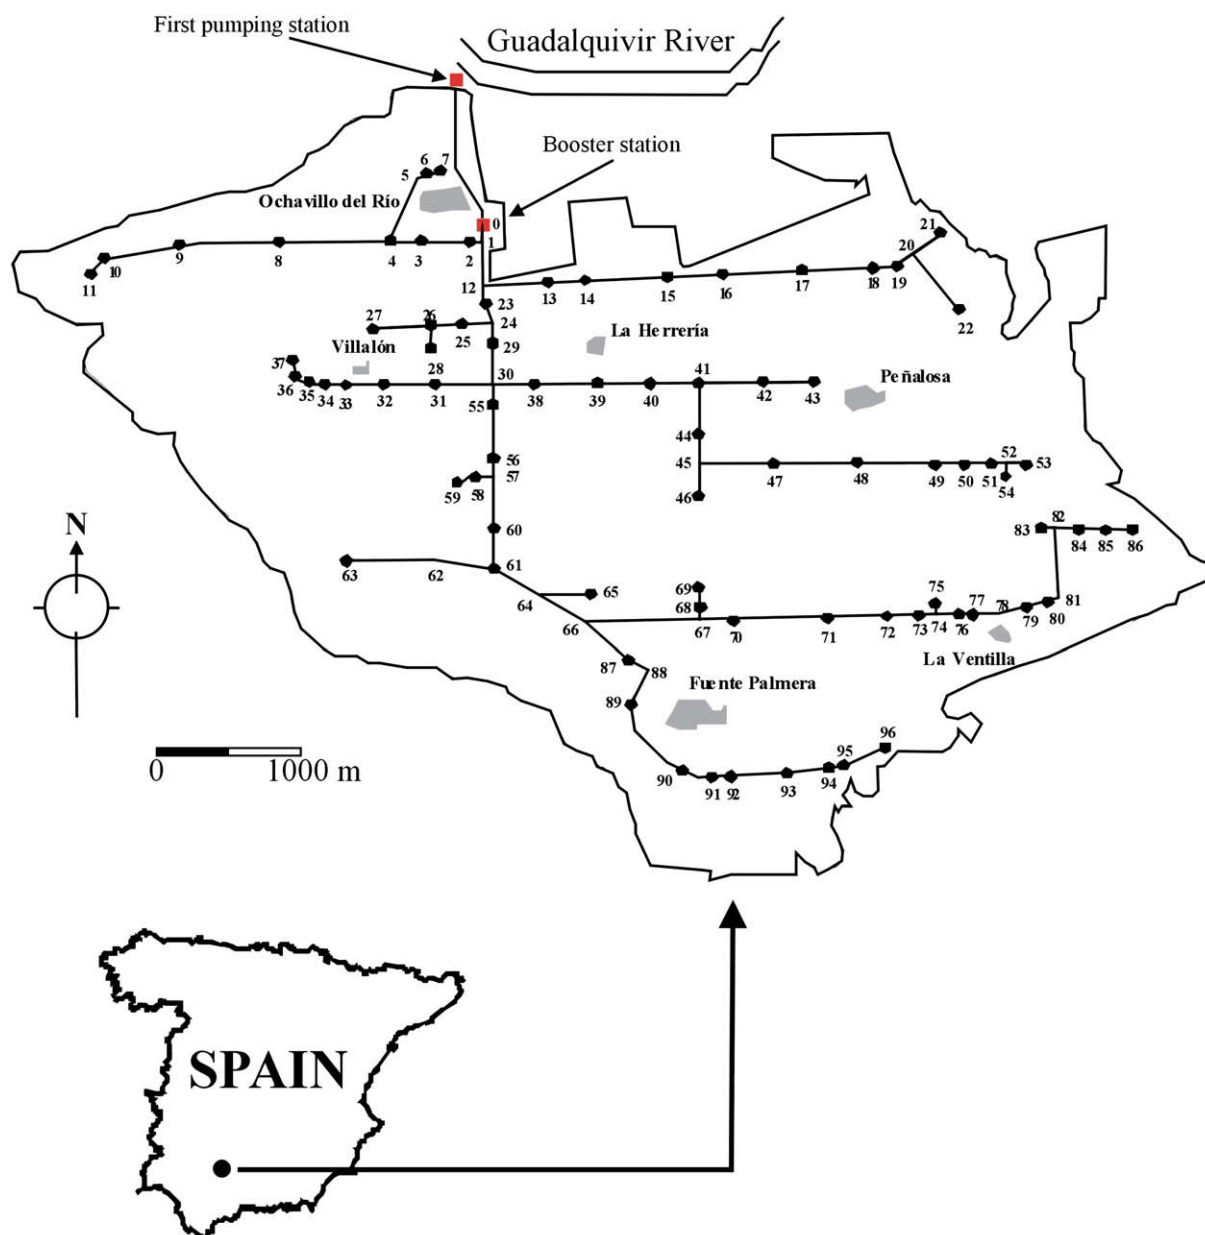 First pumping station
Guadalquivir River
Booster station
6 7
5
Ochavillo del Río
0
21
1
20
4 3 2
9 8
10
11
12 13 14 15 16 17 18 19
23
22
27 26 24
25
La Herrería
Villalón
29
28
37
30 41
Peñalosa
36 35 34 33 32 31 38 39 40 42 43
55
44
56
45 52 53
57
47 48 49 50 51
59 58 54
46
60
83 82
84 85 86
N
61
63 62
69 75 77 78 81
64 65
68
66 67 70 71 72 73 74 76 79 80
La Ventilla
87 88
Fuente Palmera
89
96
95
90 91 92 93 94
0 1000 m
SPAIN